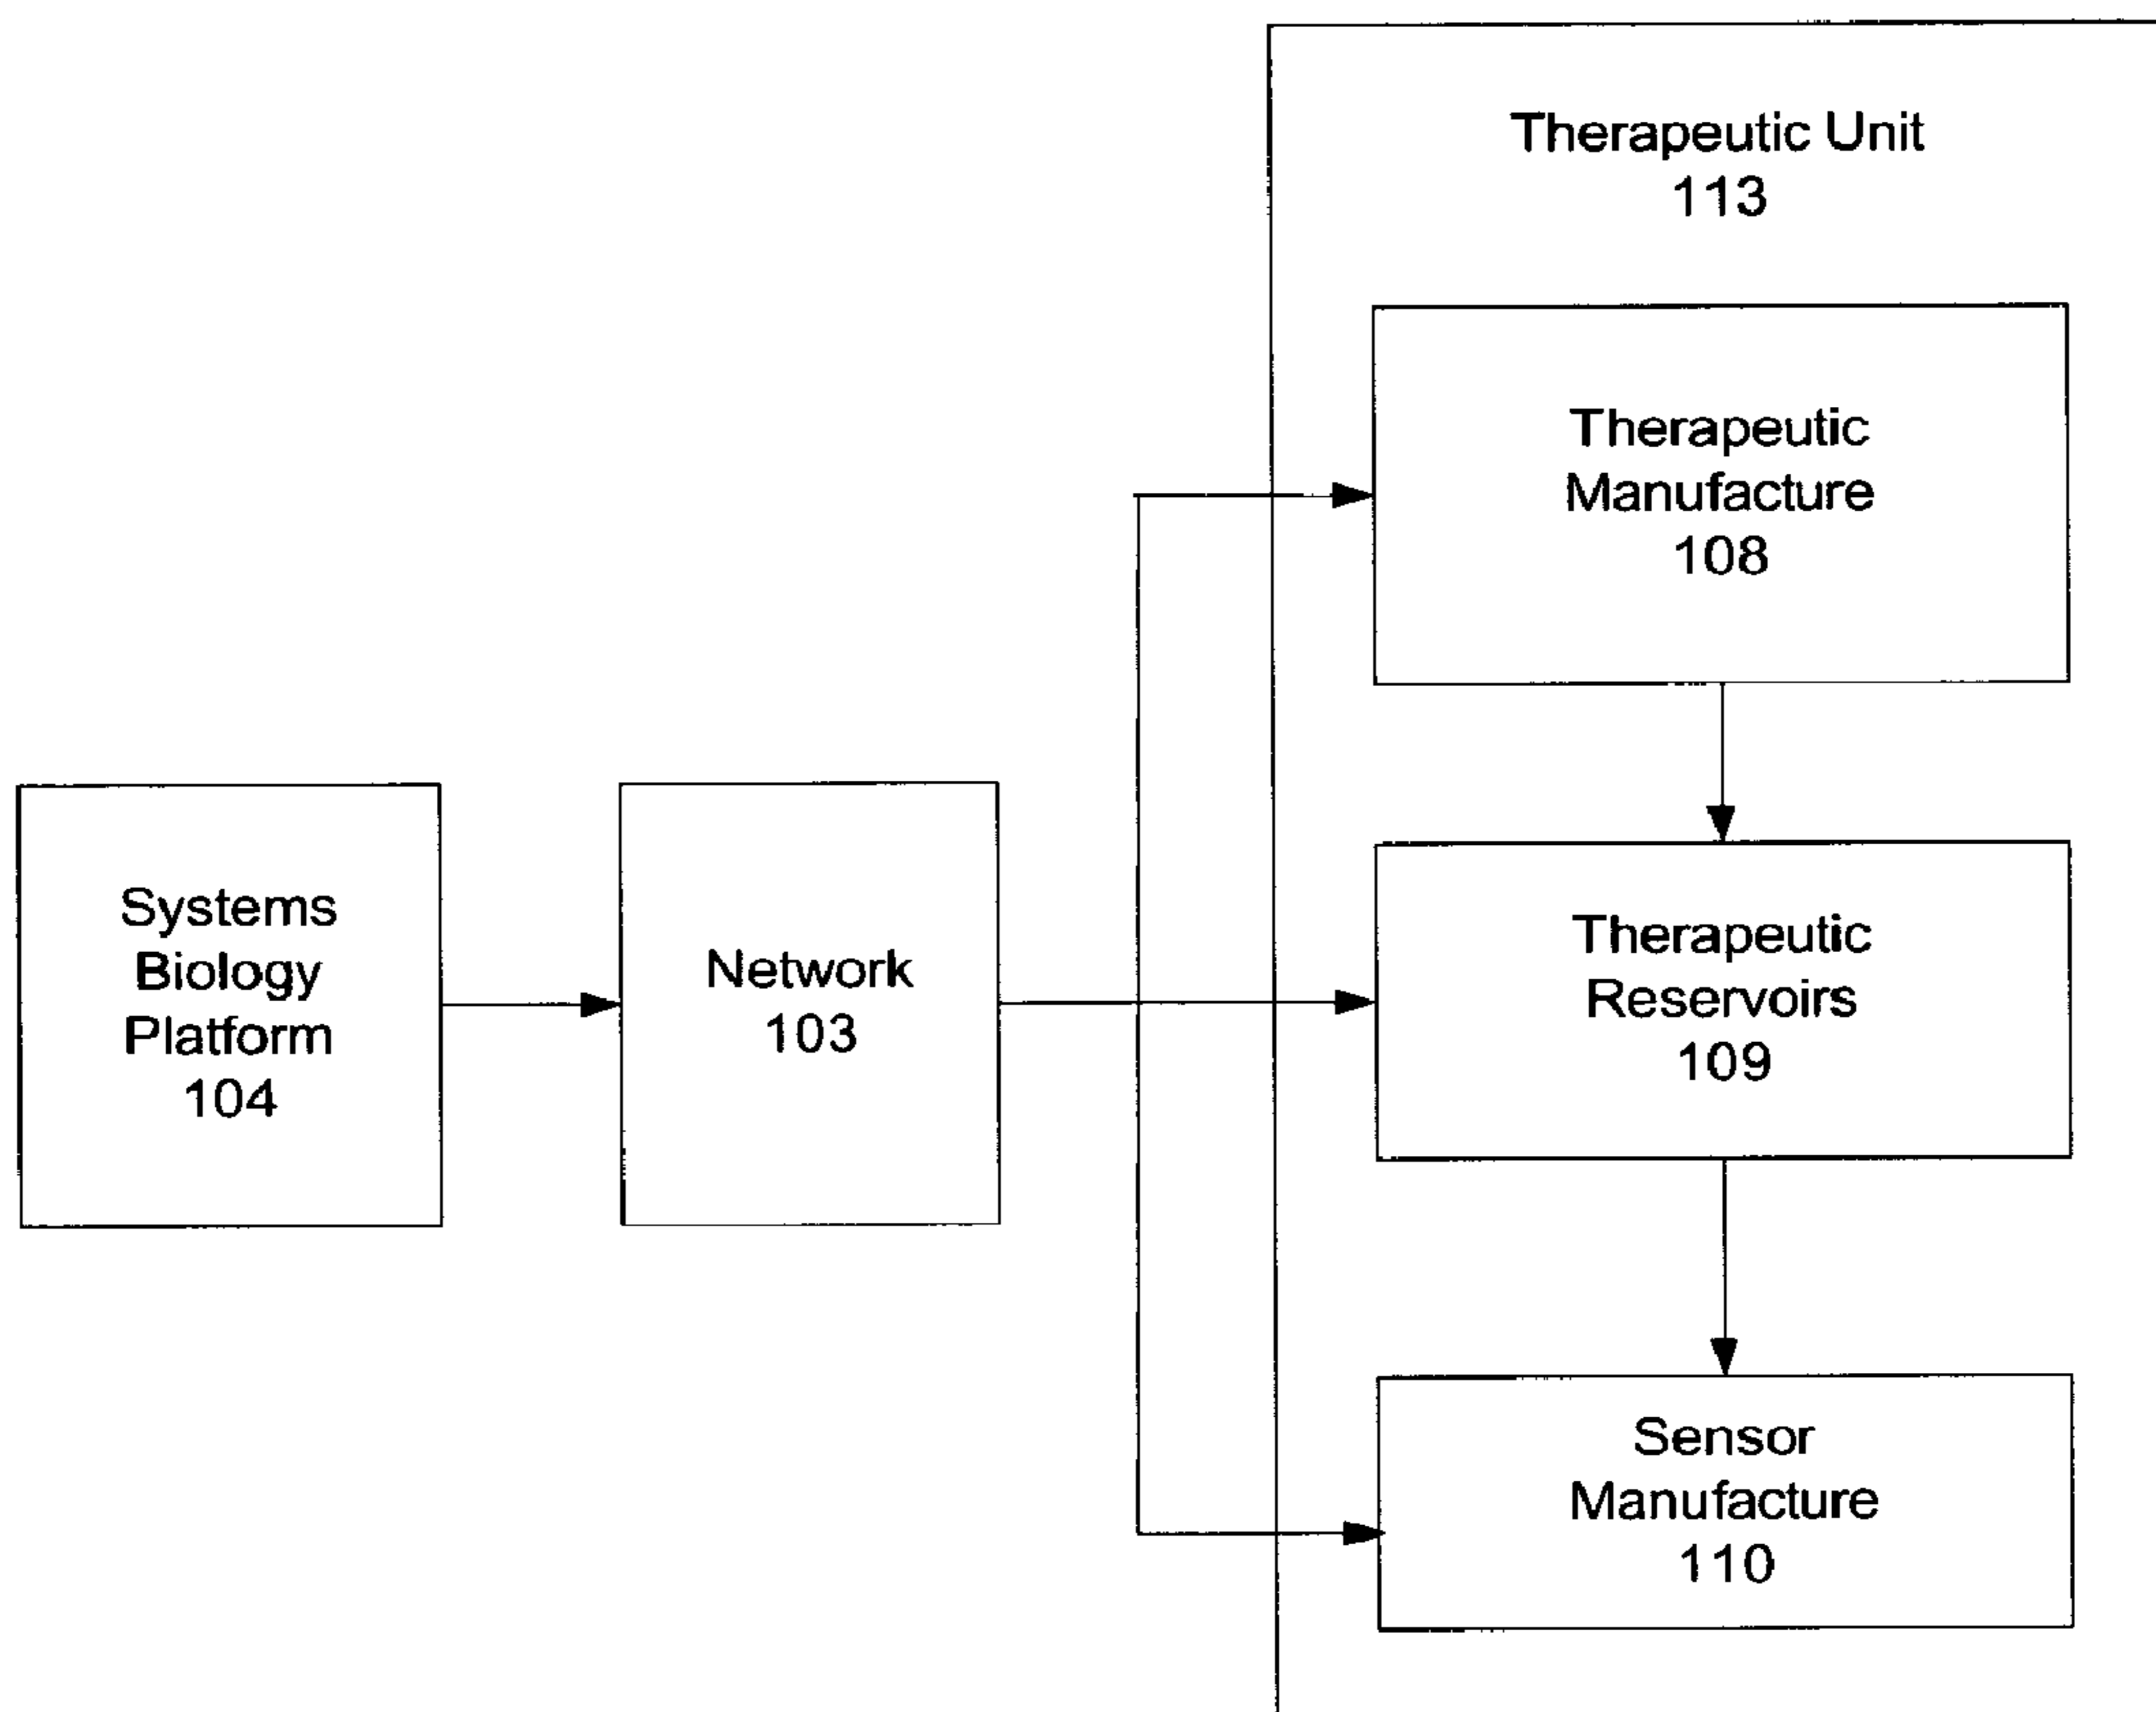 Therapeutic Unit
113
Therapeutic
Manufacture
108
Systems
Biology
Platform
104
Network
103
Therapeutic
Reservoirs
109
Sensor
Manufacture
110